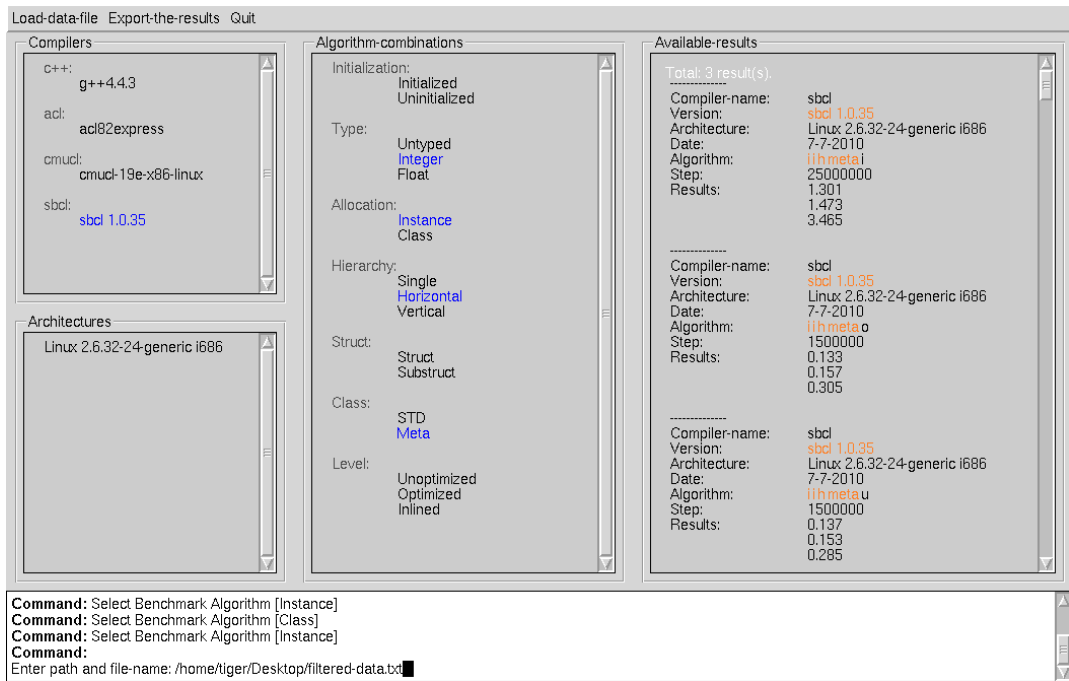 Load-data-file Export-the-results Quit
Compilers
c++:
g++4.4.3
acl:
acl82express
cmucl:
cmucl-19e-x86-linux
sbcl:
sbcl 1.0.35
Architectures
Linux 2.6.32-24-generic i686
Algorithm-combinations
Initialization:
Initialized
Uninitialized
Type:
Untyped
Integer
Float
Allocation:
Instance
Class
Hierarchy:
Single
Horizontal
Vertical
Struct:
Struct
Substruct
Class:
STD
Meta
Level:
Unoptimized
Optimized
Inlined
Available-results
Total: 3 result(s).
--------------
Compiler-name: sbcl
Version: sbcl 1.0.35
Architecture: Linux 2.6.32-24-generic i686
Date: 7-7-2010
Algorithm: i i h meta i
Step: 25000000
Results: 1.301
1.473
3.465
--------------
Compiler-name: sbcl
Version: sbcl 1.0.35
Architecture: Linux 2.6.32-24-generic i686
Date: 7-7-2010
Algorithm: i i h meta o
Step: 1500000
Results: 0.133
0.157
0.305
--------------
Compiler-name: sbcl
Version: sbcl 1.0.35
Architecture: Linux 2.6.32-24-generic i686
Date: 7-7-2010
Algorithm: i i h meta u
Step: 1500000
Results: 0.137
0.153
0.285
Command: Select Benchmark Algorithm [Instance]
Command: Select Benchmark Algorithm [Class]
Command: Select Benchmark Algorithm [Instance]
Command:
Enter path and file-name: /home/tiger/Desktop/filtered-data.txt